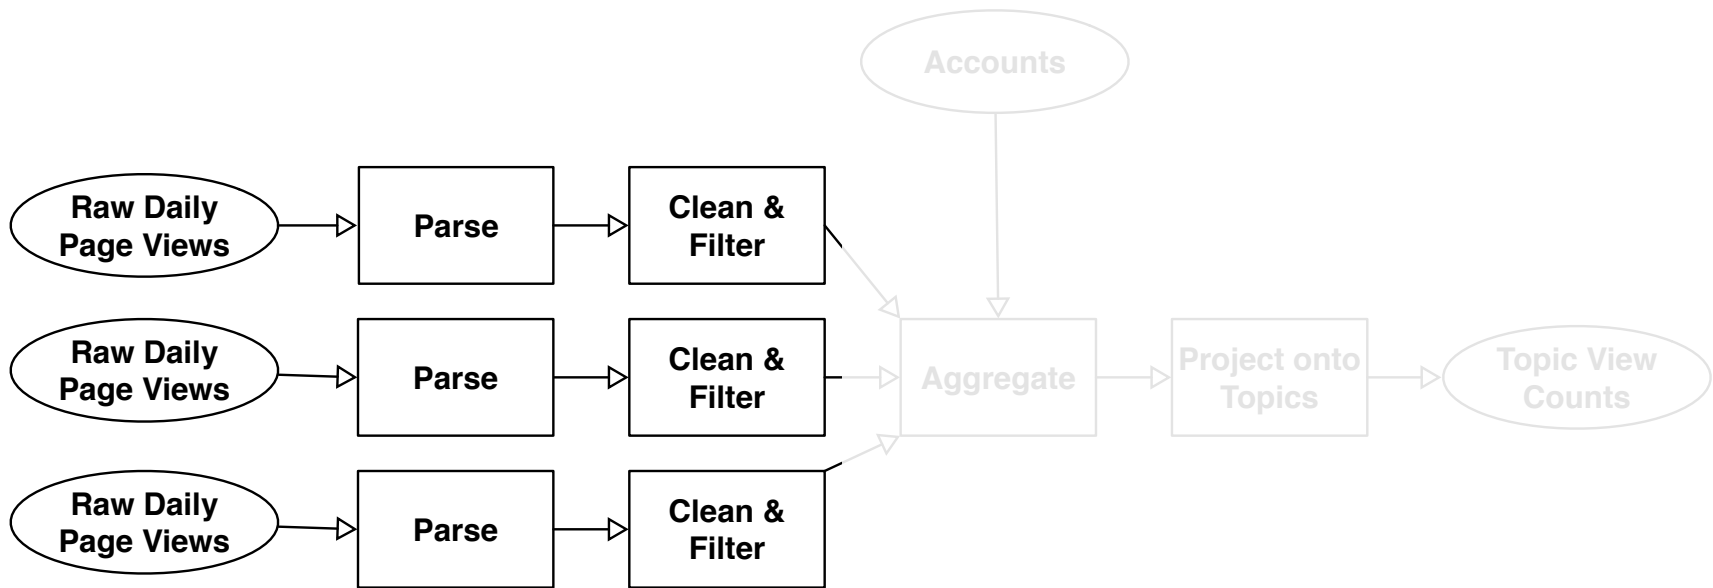 Accounts
Raw Daily
Page Views
Parse
Clean &
Filter
Raw Daily
Page Views
Parse
Clean &
Filter
Aggregate
Project onto
Topics
Topic View
Counts
Raw Daily
Page Views
Parse
Clean &
Filter